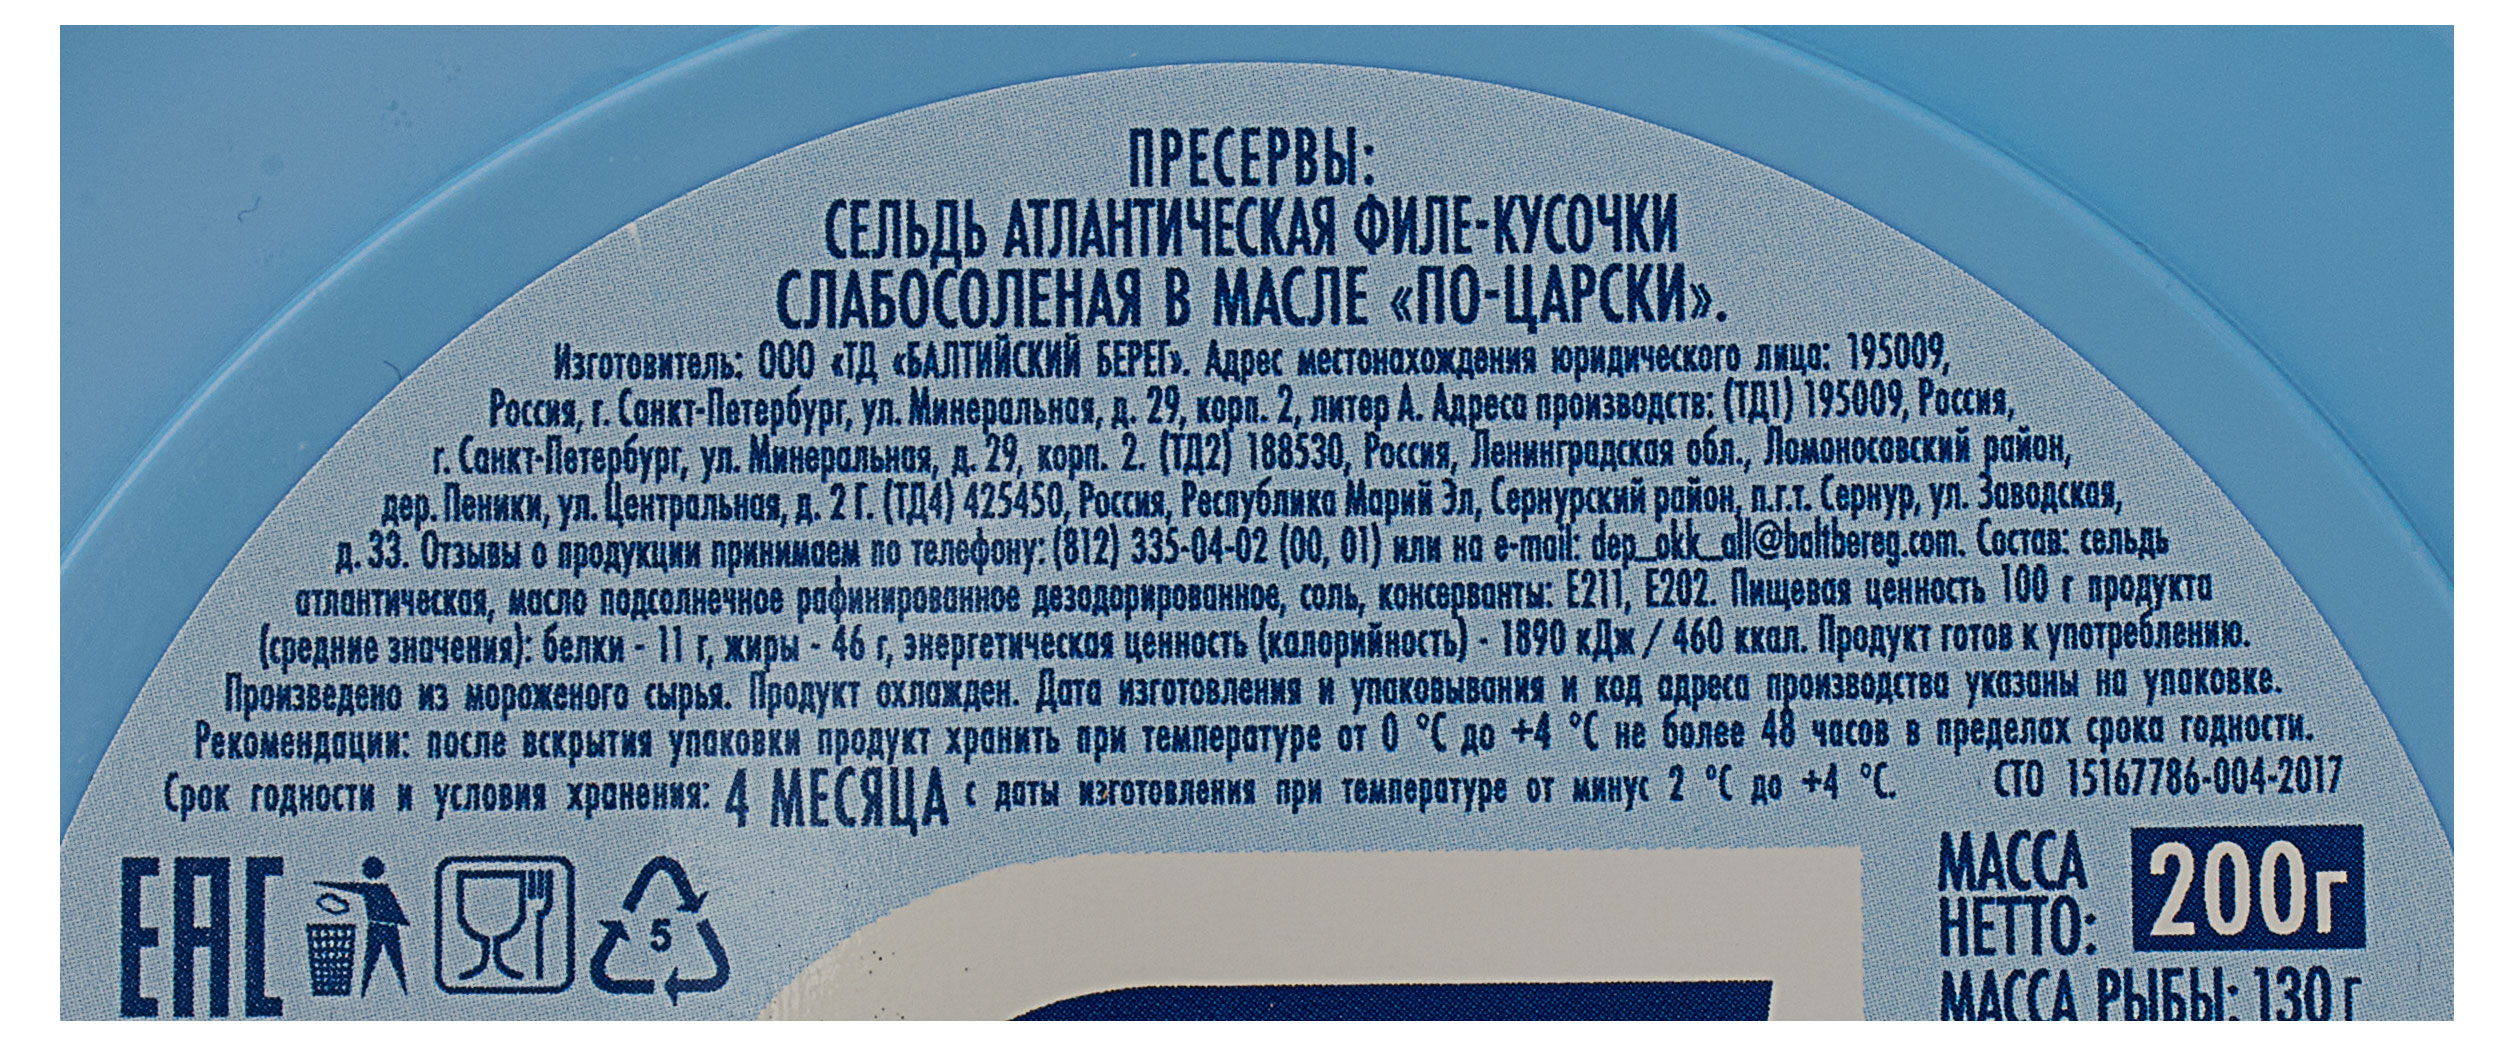 ПРЕСЕРВЫ:
СЕЛЬДЬ АТЛАНТИЧЕСКАЯ ФИЛЕ-КУСОЧКИ
СЛАБОСОЛЕНАЯ В МАСЛЕ «ПО-ЦАРСКИ».
Изготовитель: ООО «ТД «БАЛТИЙСКИЙ БЕРЕГ». Адрес местонахождения юридического лица: 195009,
Россия, г. Санкт-Петербург, ул. Минеральная, д. 29, корп. 2, литер А. Адреса производств: (ТД1) 195009, Россия,
г. Санкт-Петербург, ул. Минеральная, д. 29, корп. 2. (ТД2) 188530, Россия, Ленинградская обл., Ломоносовский район,
дер. Пеники, ул. Центральная, д. 2 Г. (ТД4) 425450, Россия, Республика Марий Эл, Сернурский район, п.г.т. Сернур, ул. Заводская,
д. 33. Отзывы о продукции принимаем по телефону: (812) 335-04-02 (00, 01) или на e-mail: dep_okk_all@baltbereg.com. Состав: сельдь
атлантическая, масло подсолнечное рафинированное дезодорированное, соль, консерванты: Е211, Е202. Пищевая ценность 100 г продукта
(средние значения): белки - 11 г, жиры - 46 г, энергетическая ценность (калорийность) - 1890 кДж / 460 ккал. Продукт готов к употреблению.
Произведено из мороженого сырья. Продукт охлажден. Дата изготовления и упаковывания и код адреса производства указаны на упаковке.
Рекомендации: после вскрытия упаковки продукт хранить при температуре от 0 °С до +4 °С не более 48 часов в пределах срока годности.
Срок годности и условия хранения: 4 МЕСЯЦА с даты изготовления при температуре от минус 2 °С до +4 °С. СТО 15167786-004-2017
ЕАС
5
МАССА
НЕТТО: 200г
МАССА РЫБЫ: 130 г